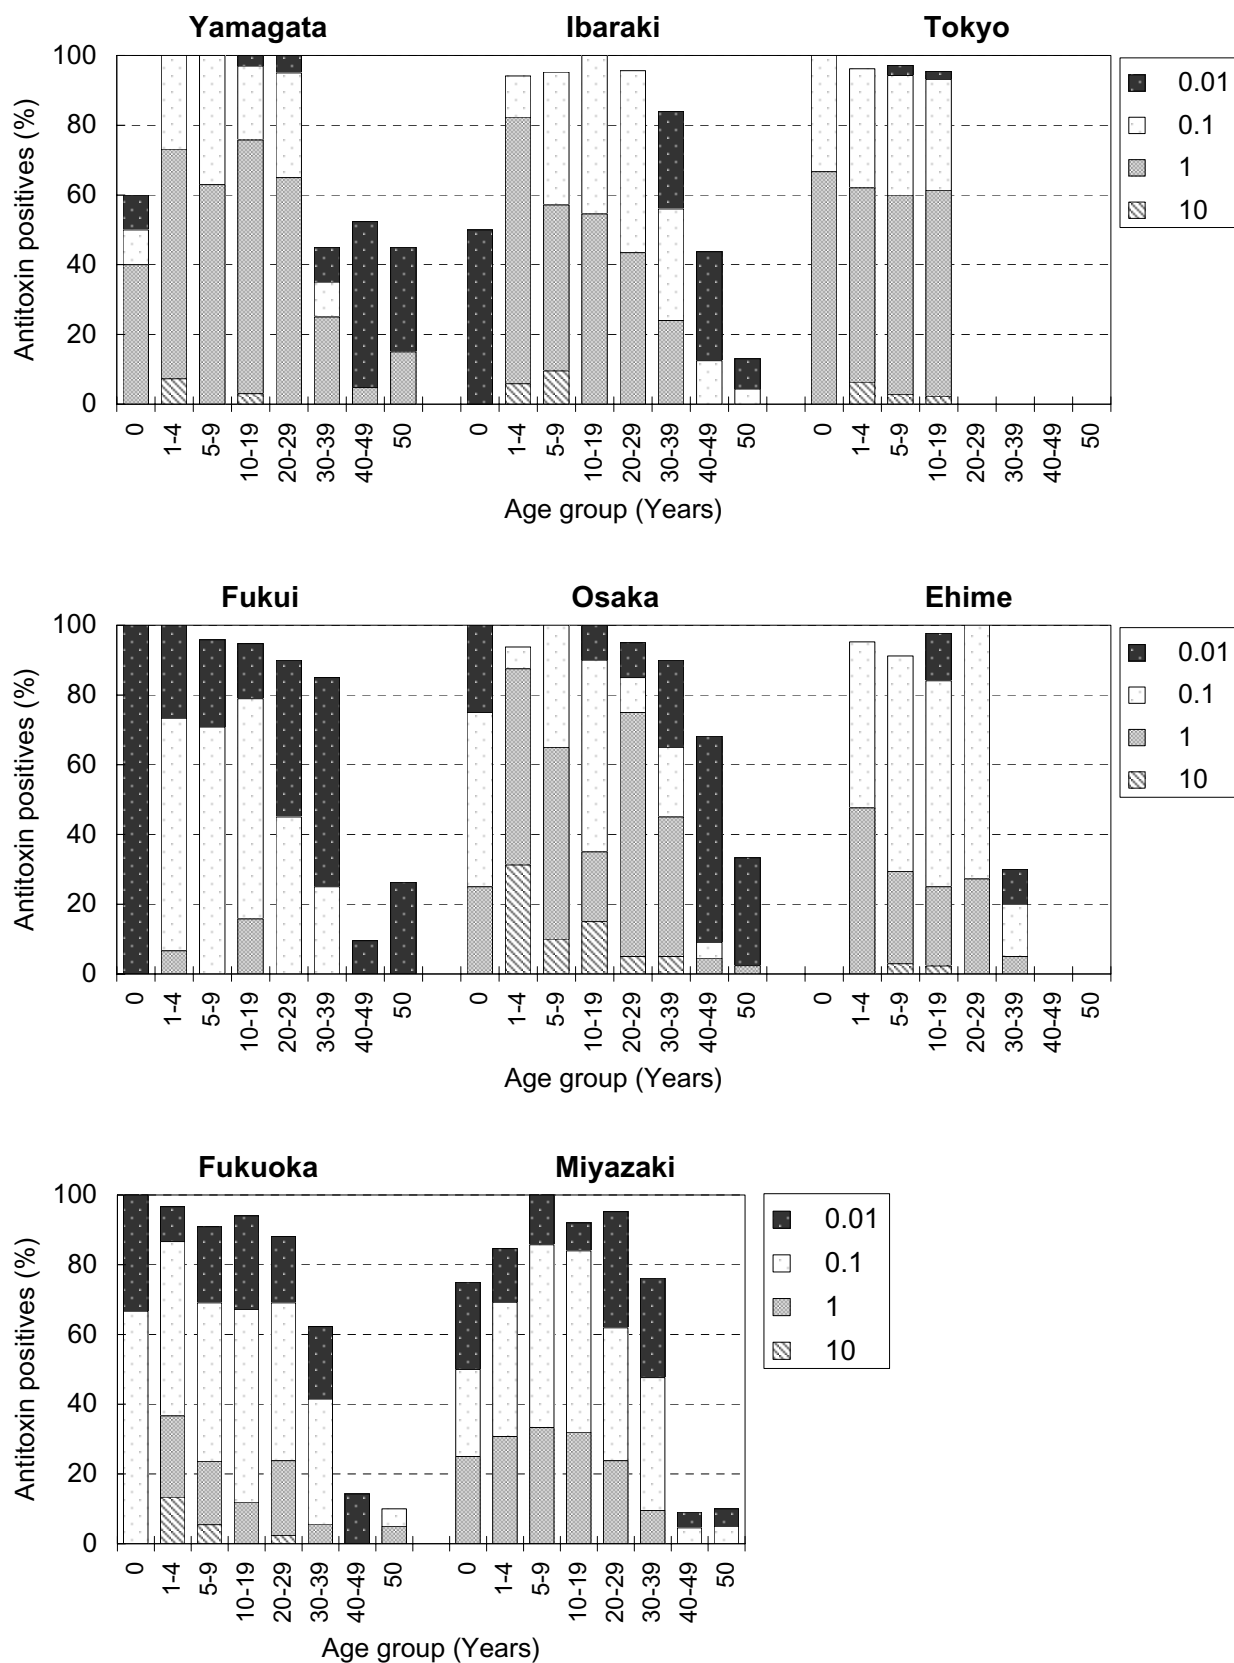 Yamagata Ibaraki Tokyo
Antitoxin positives (%)
100
80
60
40
20
0
0 1-4 5-9 10-19 20-29 30-39 40-49 50 0 1-4 5-9 10-19 20-29 30-39 40-49 50 0 1-4 5-9 10-19 20-29 30-39 40-49 50
Age group (Years)
0.01
0.1
1
10
Fukui Osaka Ehime
Antitoxin positives (%)
100
80
60
40
20
0
0 1-4 5-9 10-19 20-29 30-39 40-49 50 0 1-4 5-9 10-19 20-29 30-39 40-49 50 0 1-4 5-9 10-19 20-29 30-39 40-49 50
Age group (Years)
0.01
0.1
1
10
Fukuoka Miyazaki
Antitoxin positives (%)
100
80
60
40
20
0
0 1-4 5-9 10-19 20-29 30-39 40-49 50 0 1-4 5-9 10-19 20-29 30-39 40-49 50
Age group (Years)
0.01
0.1
1
10